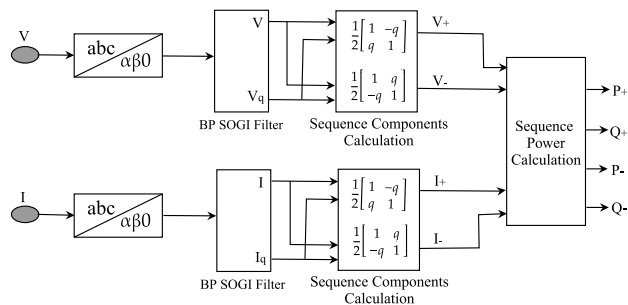 V
abc
αβ0
V
Vq
BP SOGI Filter
1/2 [1 -q
q 1]
1/2 [1 q
-q 1]
Sequence Components
Calculation
V+
V-
I
abc
αβ0
I
Iq
BP SOGI Filter
1/2 [1 -q
q 1]
1/2 [1 q
-q 1]
Sequence Components
Calculation
I+
I-
Sequence
Power
Calculation
P+
Q+
P-
Q-